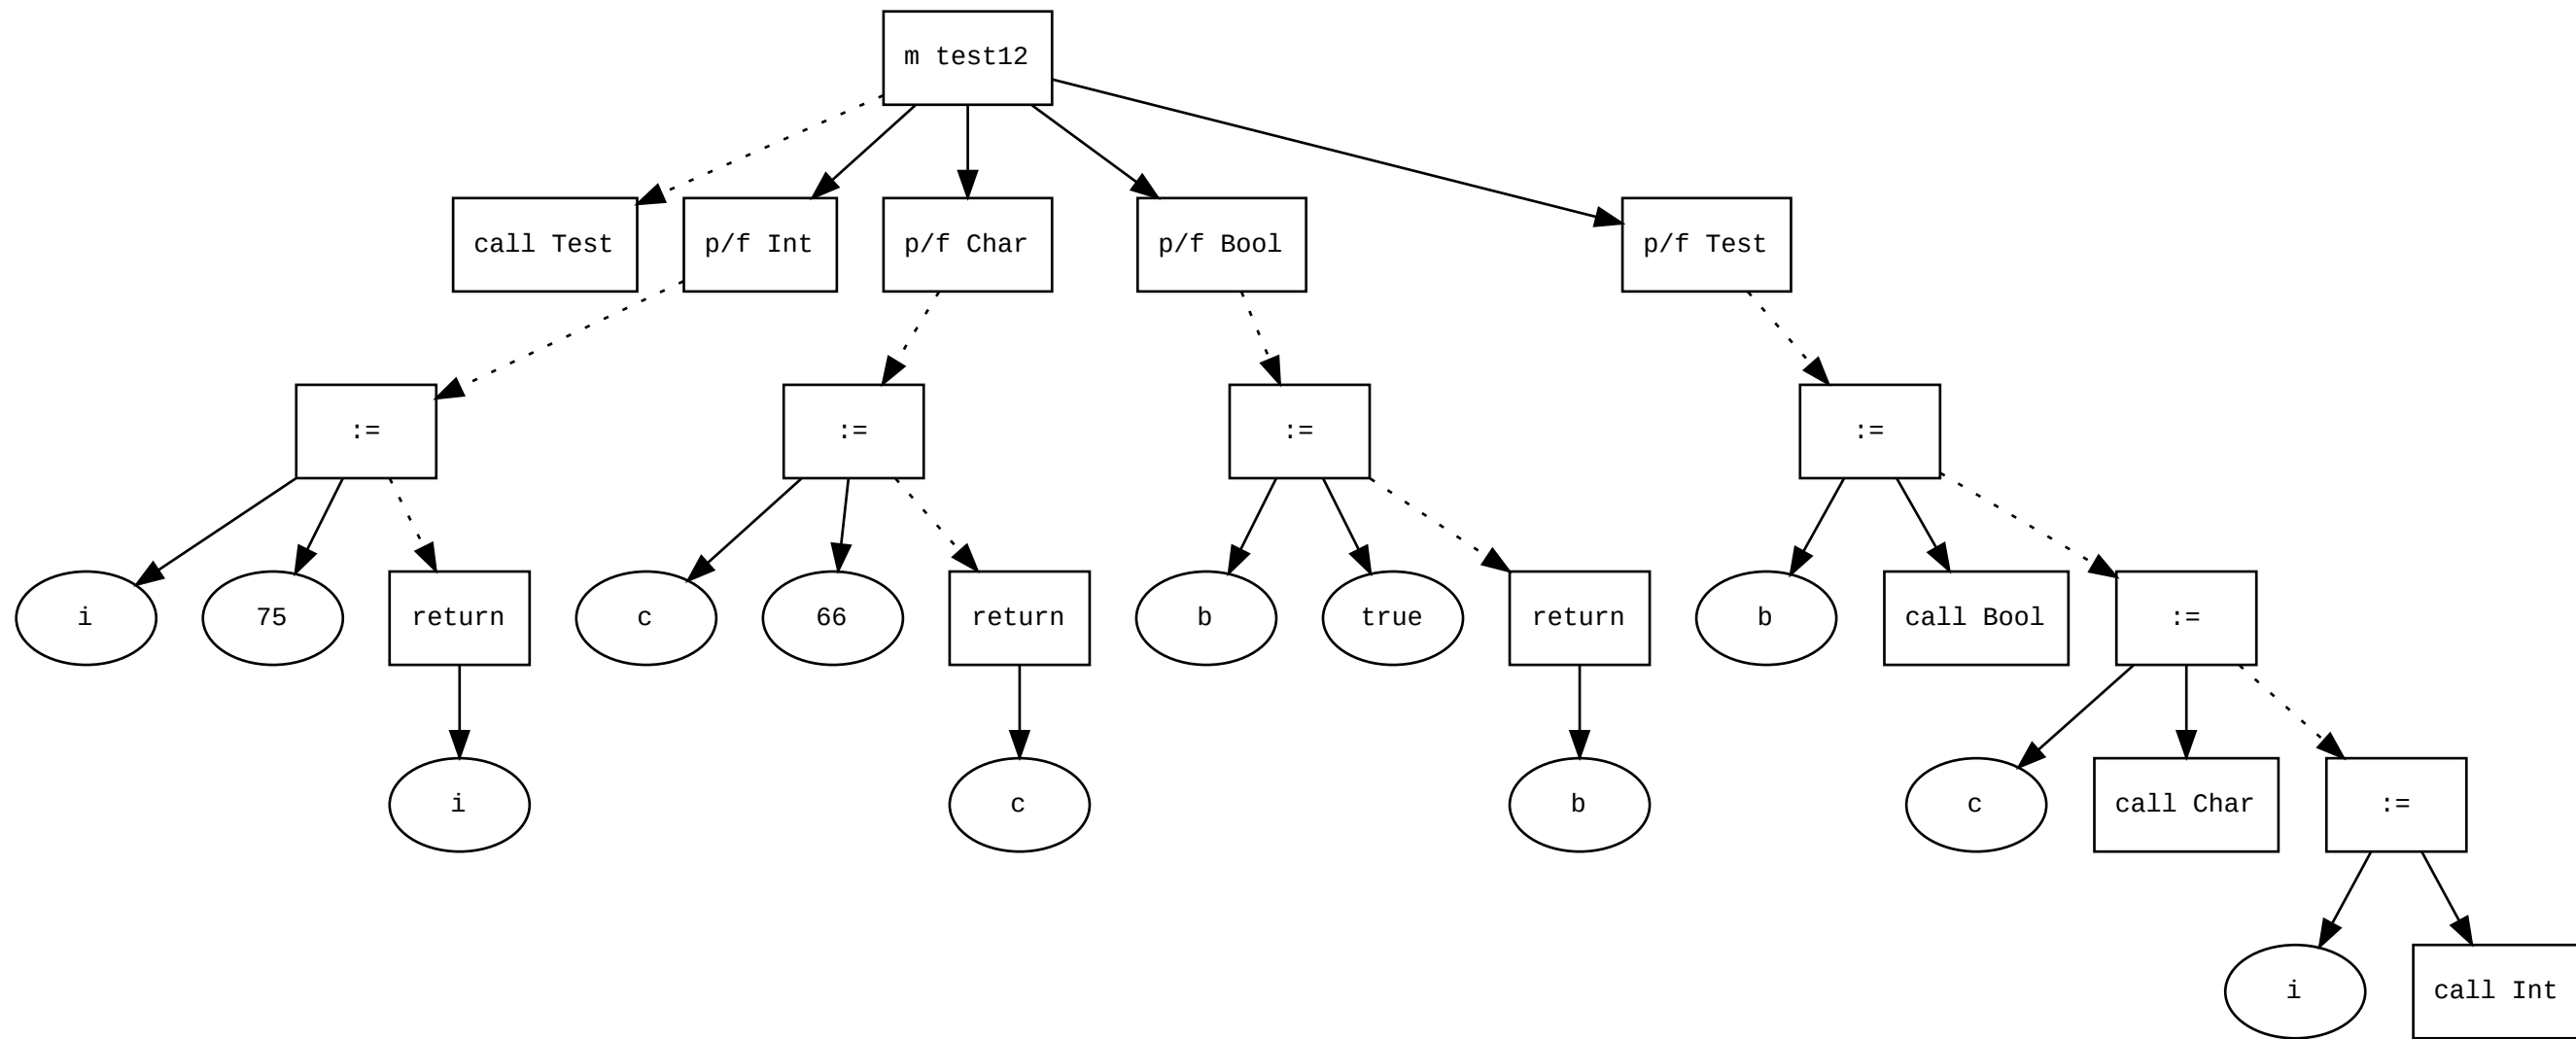 m test12
call Test
p/f Int
p/f Char
p/f Bool
p/f Test
:=
:=
:=
:=
i
75
return
c
66
return
b
true
return
b
call Bool
:=
i
c
b
c
call Char
:=
i
call Int